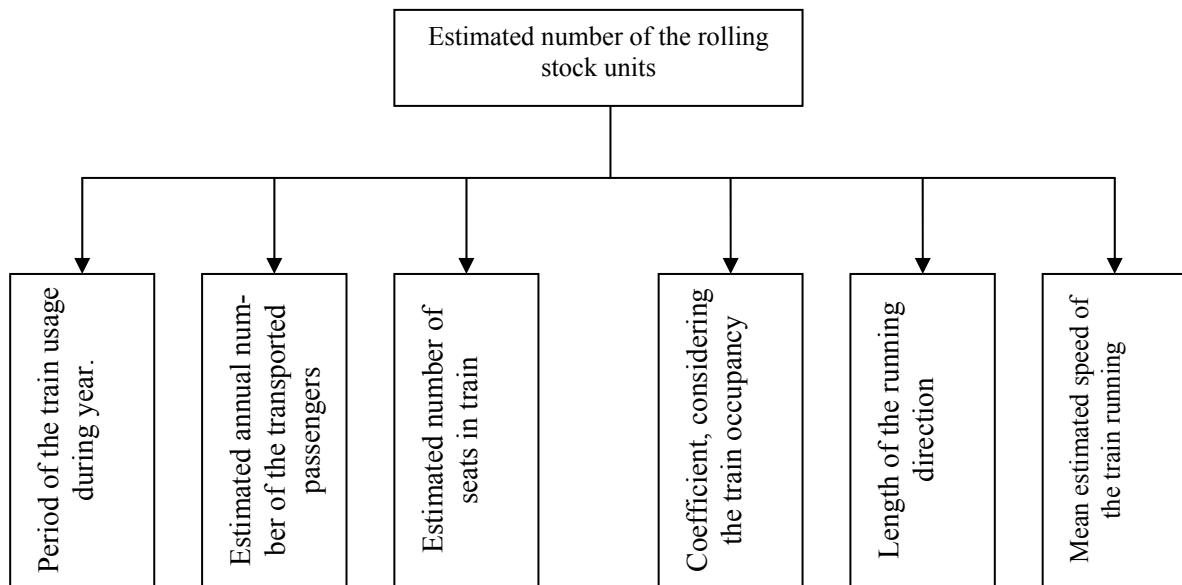 Estimated number of the rolling
stock units
Period of the train usage
during year.
Estimated annual num-
ber of the transported
passengers
Estimated number of
seats in train
Coefficient, considering
the train occupancy
Length of the running
direction
Mean estimated speed of
the train running